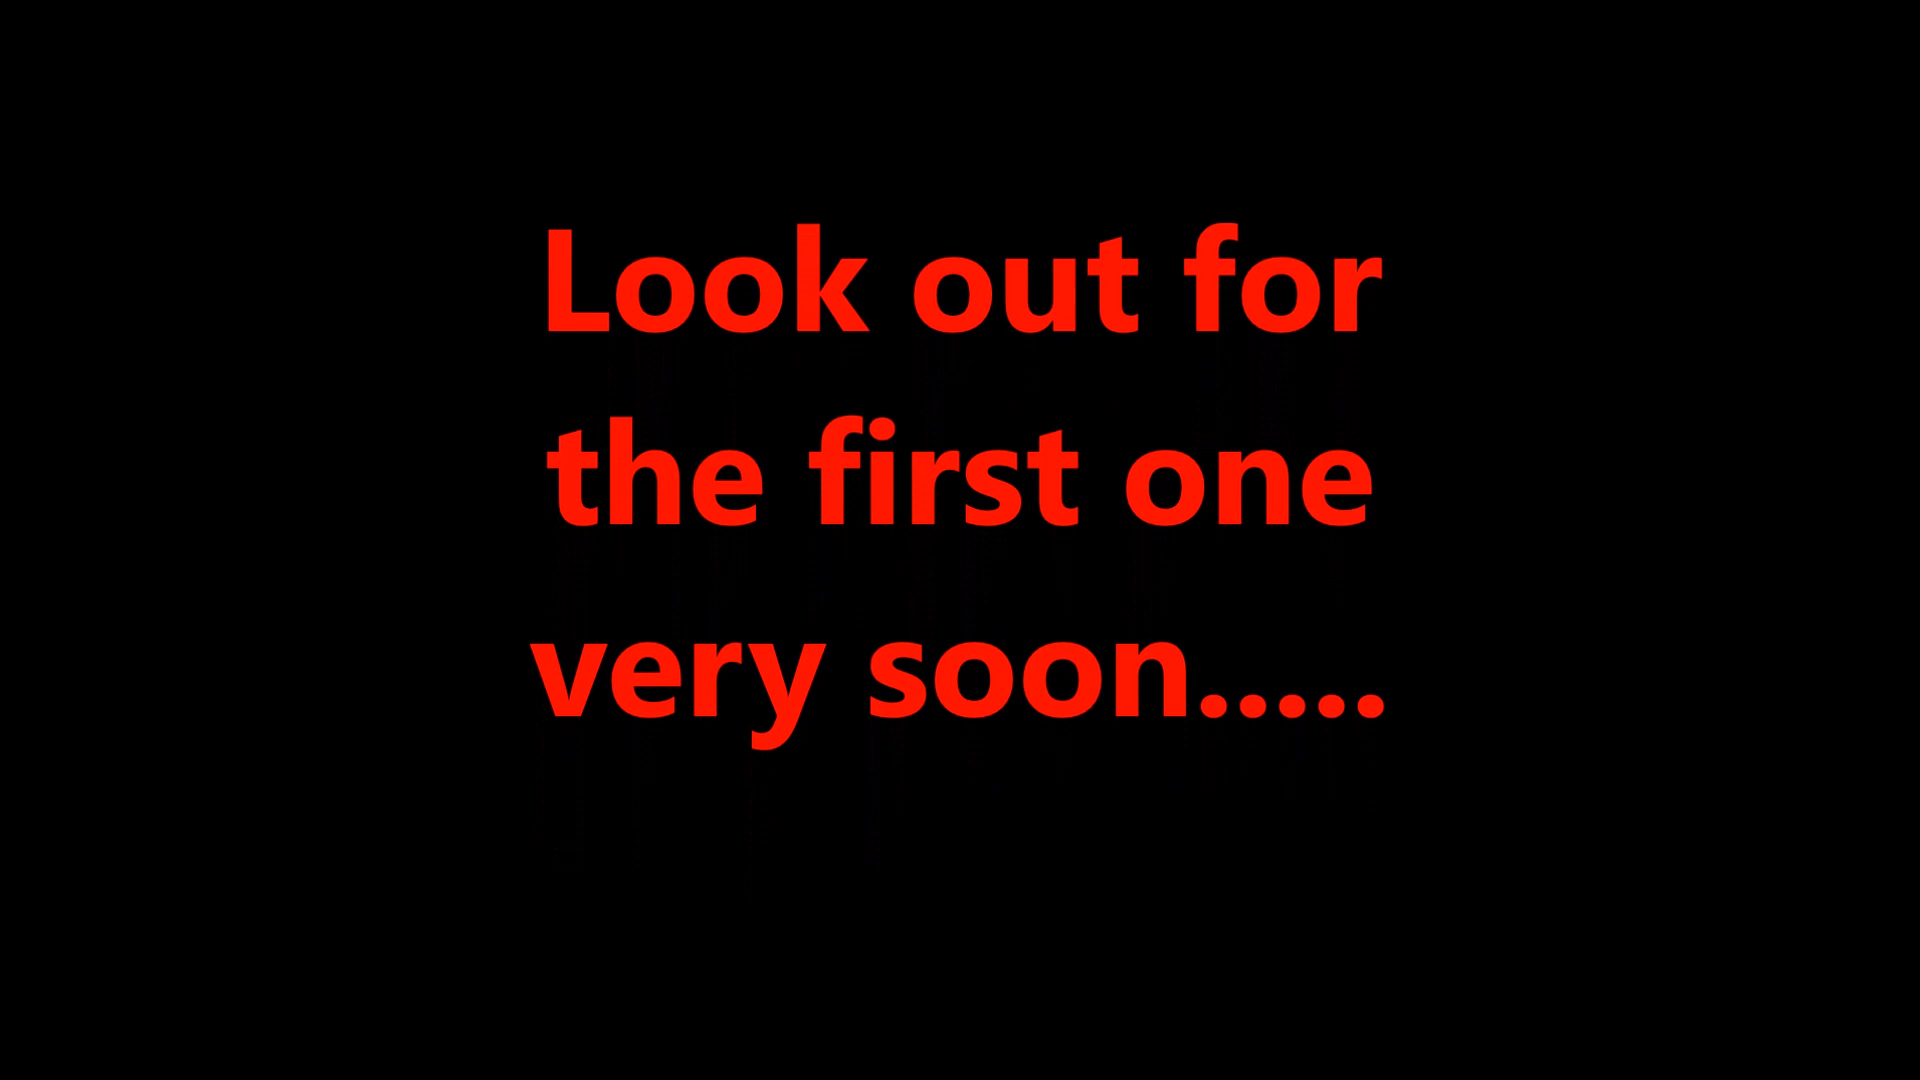 Look out for
the first one
very soon.....